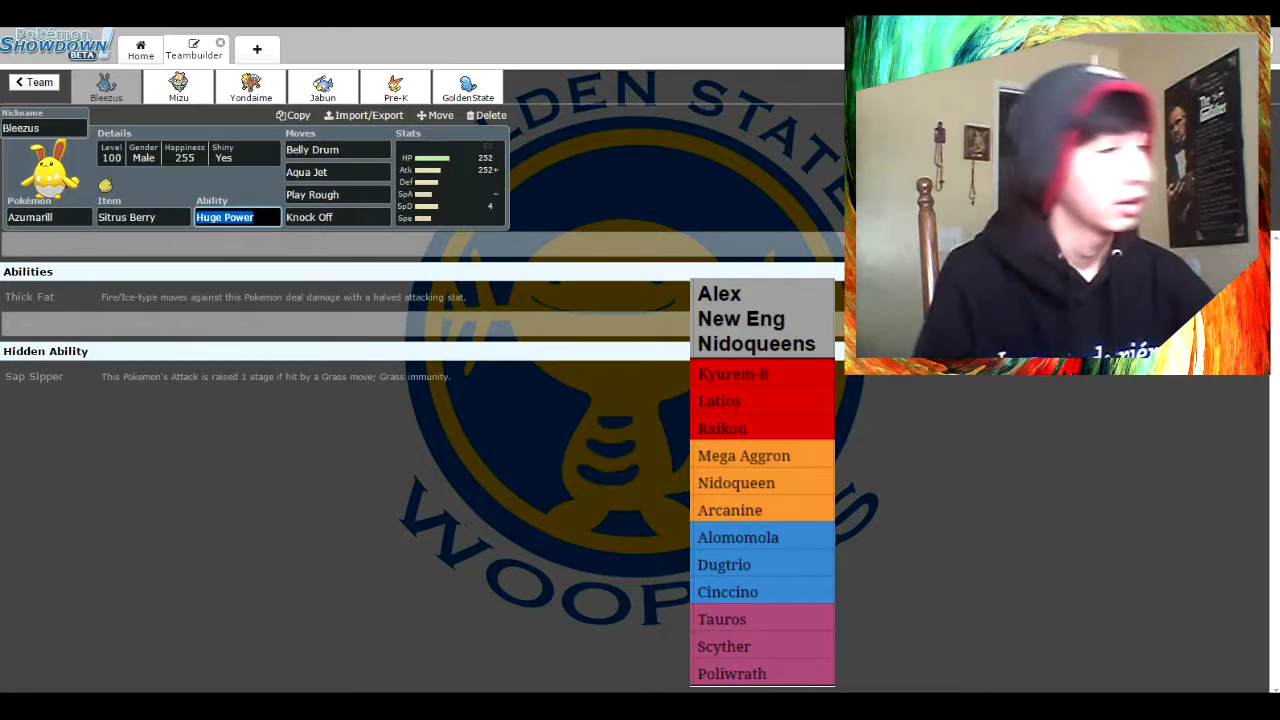 Pokémon
SHOWDOWN!
BETA
Home
Teambuilder
+
< Team
Bleezus
Mizu
Yondaime
Jabun
Pre-K
GoldenState
Copy
Import/Export
Move
Delete
Nickname
Bleezus
Details
Level
Gender
Happiness
Shiny
100
Male
255
Yes
Pokémon
Azumarill
Item
Sitrus Berry
Ability
Huge Power
Moves
Belly Drum
Aqua Jet
Play Rough
Knock Off
Stats
EV
HP 252
Atk 252+
Def
SpA −
SpD 4
Spe
Abilities
Thick Fat Fire/Ice-type moves against this Pokemon deal damage with a halved attacking stat.
Hidden Ability
Sap Sipper This Pokemon's Attack is raised 1 stage if hit by a Grass move; Grass immunity.
Alex
New Eng
Nidoqueens
Kyurem-B
Latios
Raikou
Mega Aggron
Nidoqueen
Arcanine
Alomomola
Dugtrio
Cinccino
Tauros
Scyther
Poliwrath
The